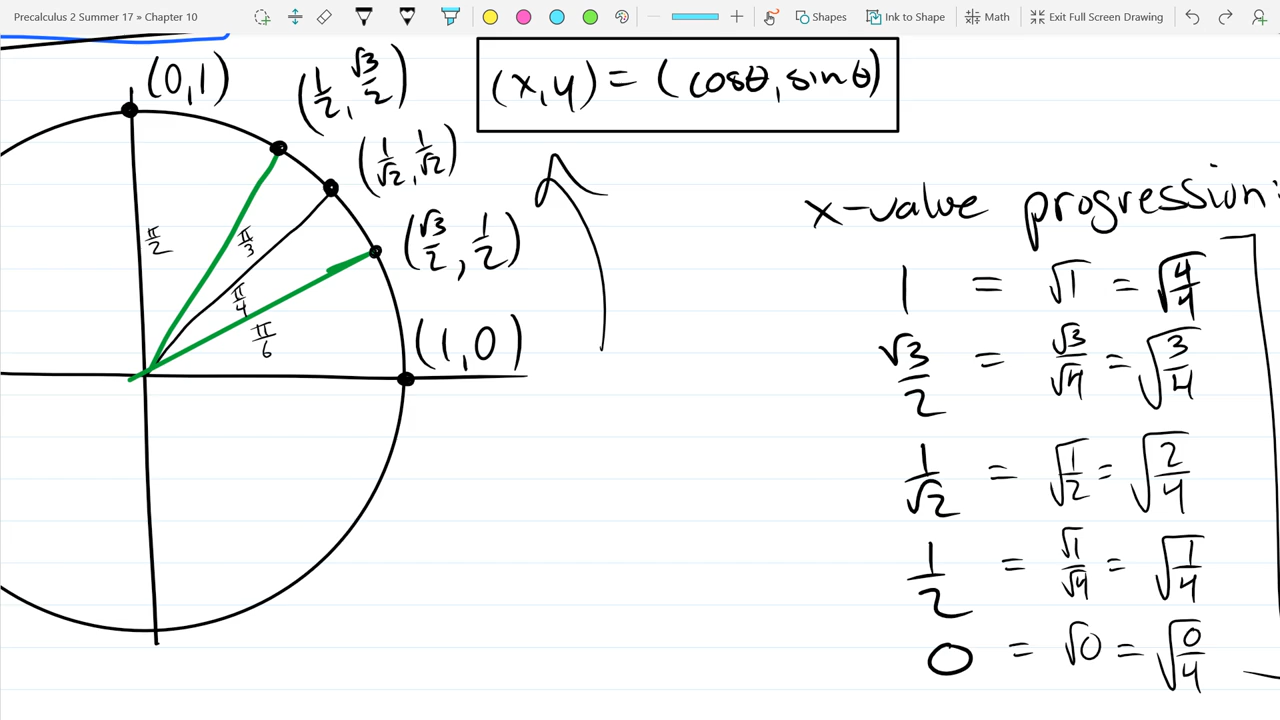 Precalculus 2 Summer 17 » Chapter 10
Shapes
Ink to Shape
Math
Exit Full Screen Drawing
(0,1)
(1/2, √3/2)
(1/√2, 1/√2)
(√3/2, 1/2)
(1,0)
π/2
π/3
π/4
π/6
(x,y) = (cosθ, sinθ)
x-value progression:
1 = √1 = √4/4
√3/2 = √3/√4 = √3/4
1/√2 = √1/2 = √2/4
1/2 = √1/√4 = √1/4
0 = √0 = √0/4